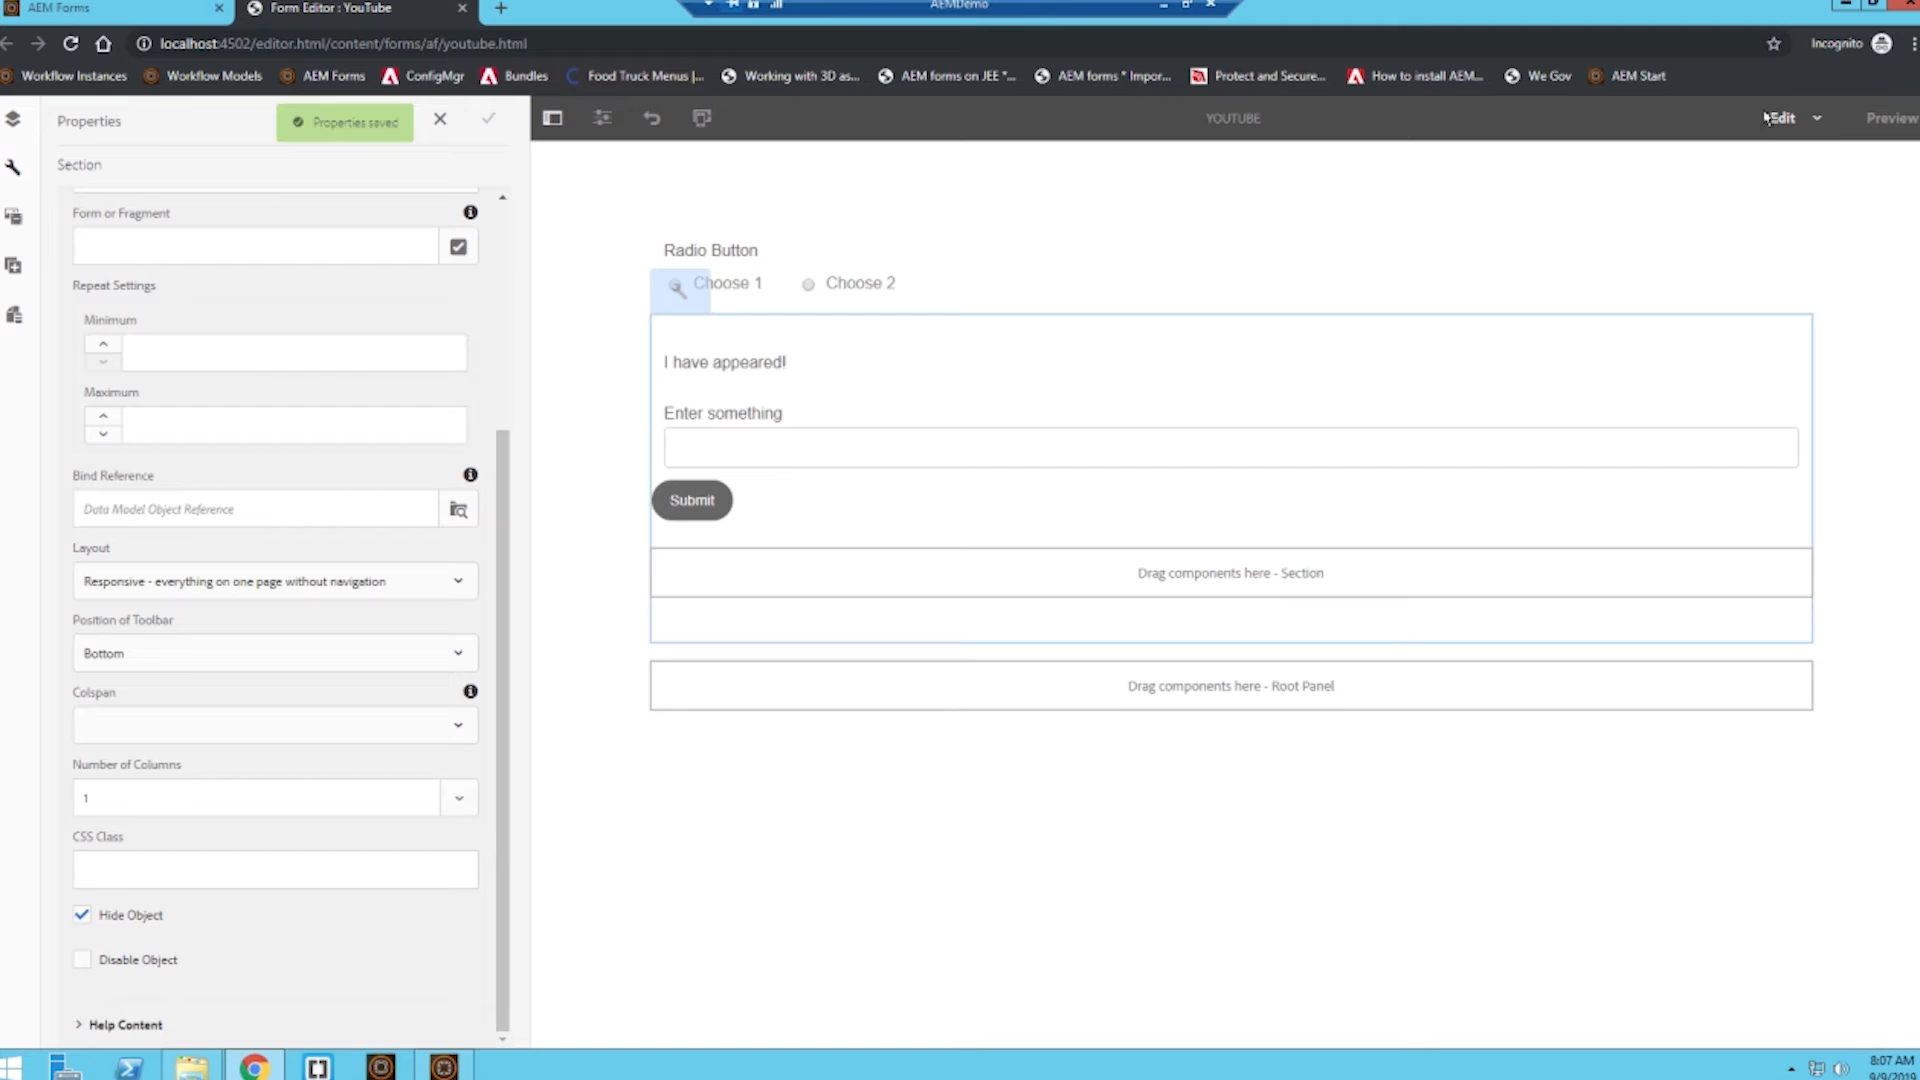 AEM Forms
Form Editor : YouTube
AEMDemo
localhost:4502/editor.html/content/forms/af/youtube.html
Incognito
Workflow Instances
Workflow Models
AEM Forms
ConfigMgr
Bundles
Food Truck Menus |...
Working with 3D as...
AEM forms on JEE *...
AEM forms * Impor...
Protect and Secure...
How to install AEM...
We Gov
AEM Start
Properties
Properties saved
YOUTUBE
Edit
Preview
Section
Form or Fragment
Repeat Settings
Minimum
Maximum
Bind Reference
Data Model Object Reference
Layout
Responsive - everything on one page without navigation
Position of Toolbar
Bottom
Colspan
Number of Columns
1
CSS Class
Hide Object
Disable Object
Help Content
Radio Button
Choose 1
Choose 2
I have appeared!
Enter something
Submit
Drag components here - Section
Drag components here - Root Panel
8:07 AM
9/9/2019